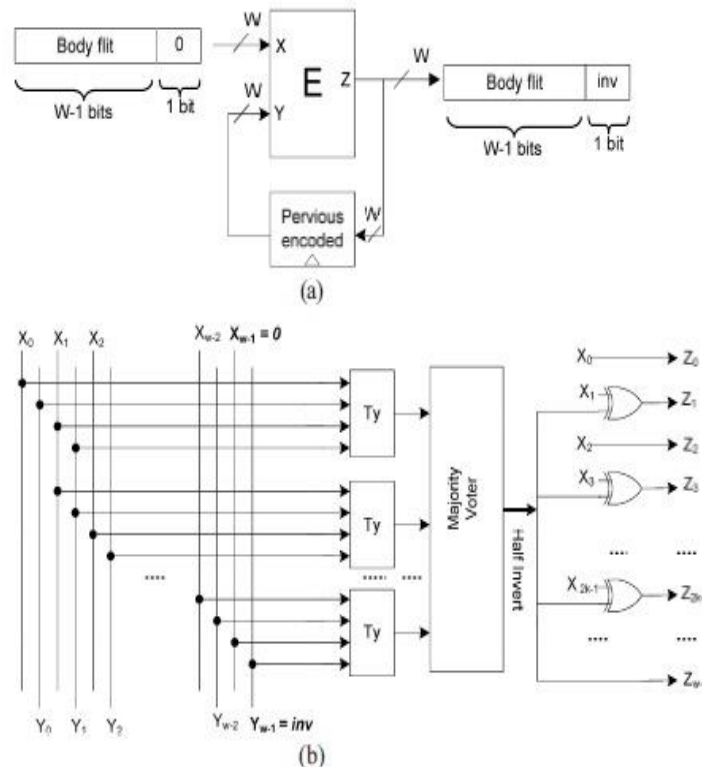 Body flit 0
W
X
E
Z
W
Body flit inv
W
Y
W-1 bits
1 bit
W-1 bits
1 bit
Pervious
encoded
W
(a)
X0 X1 X2 Xw-2 Xw-1 = 0
Ty
Ty
Ty
Majority
Voter
Half Invert
X0 Z0
X1 Z1
X2 Z2
X3 Z3
.... ....
X2k-1 Z2k
.... ....
Zw
.... .... ....
Y0 Y1 Y2 Yw-2 Yw-1 = inv
(b)